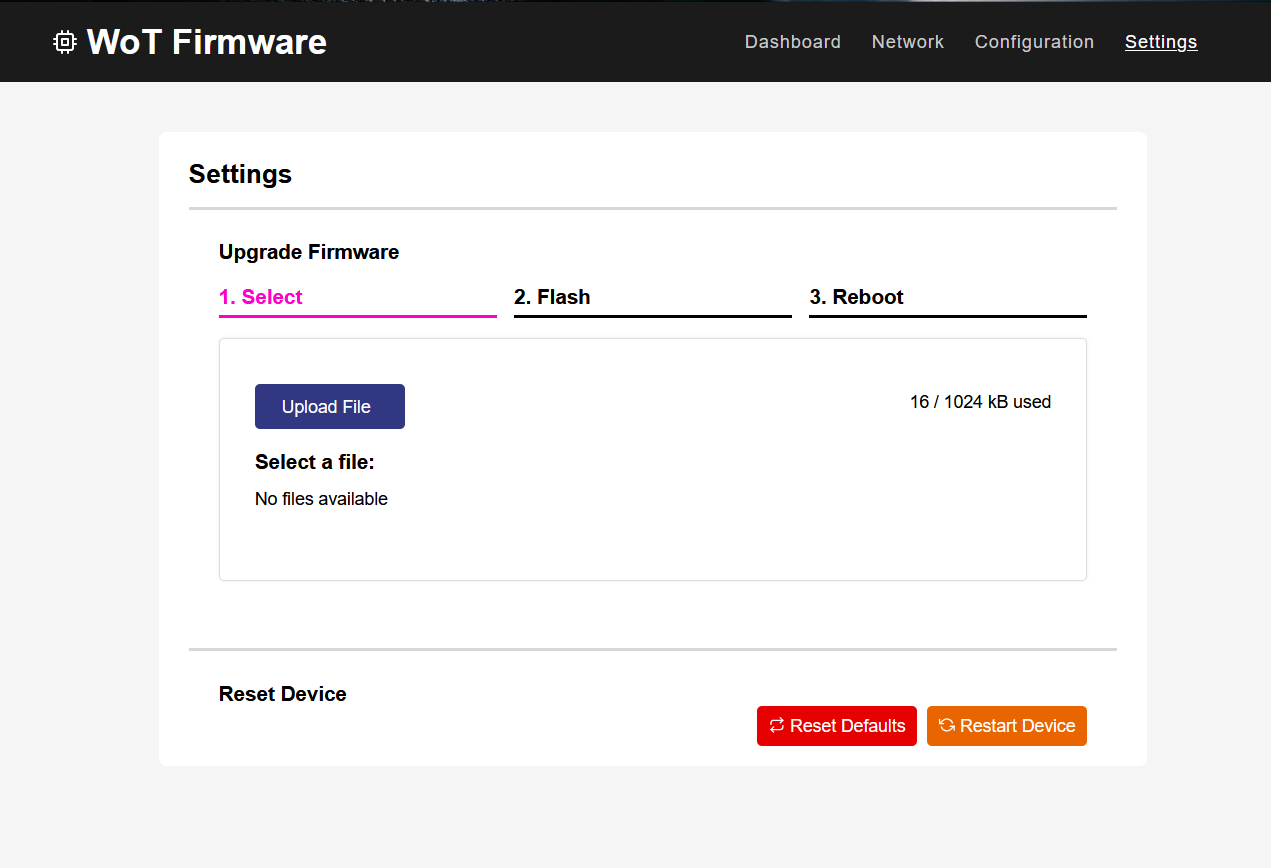 WoT Firmware
Dashboard Network Configuration Settings
Settings
Upgrade Firmware
1. Select 2. Flash 3. Reboot
Upload File 16 / 1024 kB used
Select a file:
No files available
Reset Device
Reset Defaults Restart Device